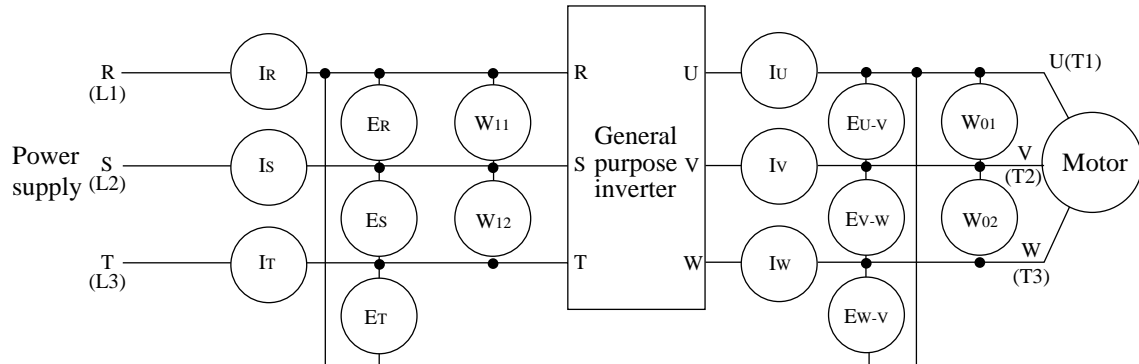 Power
supply
R
(L1)
S
(L2)
T
(L3)
IR
IS
IT
ER
ES
ET
W11
W12
R
S
T
General
purpose
inverter
U
V
W
IU
IV
IW
EU-V
EV-W
EW-V
W01
W02
U(T1)
V
(T2)
W
(T3)
Motor